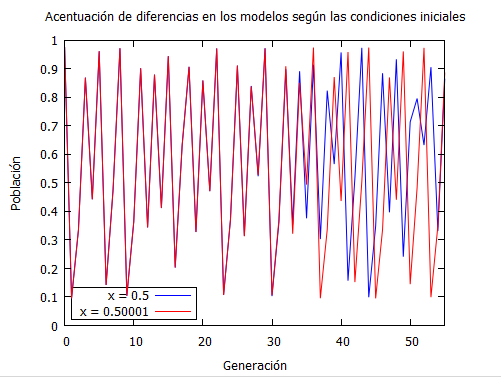 Acentuación de diferencias en los modelos según las condiciones iniciales
1
0.9
0.8
0.7
0.6
0.5
0.4
0.3
0.2
0.1
0
Población
x = 0.5
x = 0.50001
0 10 20 30 40 50
Generación